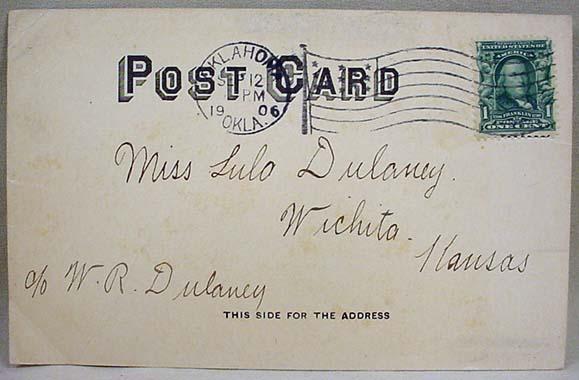 POST CARD
OKLAHOMA
12
PM
1906
OKLA.
UNITED STATES OF
AMERICA
1 FRANKLIN 1
ONE CENT
Miss Lulo Dulaney.
Wichita.
Kansas
c/o W. R. Dulaney
THIS SIDE FOR THE ADDRESS